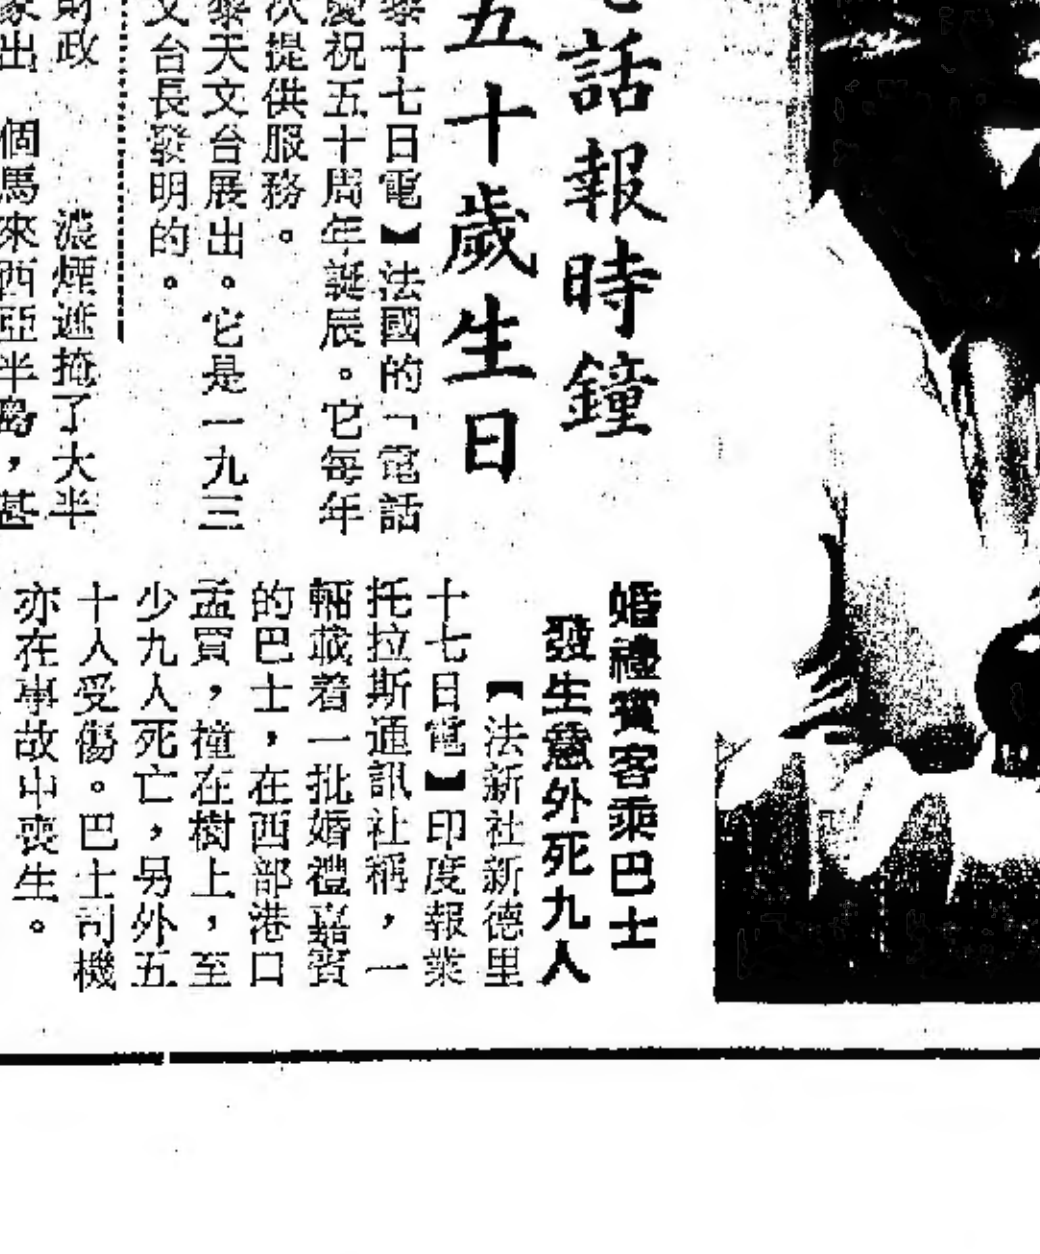 話報時鐘
五十歲生日
黎十七日電】法國的「電話
慶祝五十周年誕辰。它每年
次提供服務。
黎天文台展出。它是一九三
文台長發明的。
財政
濃煙遮掩了大半
家出
個馬來西亞半島，甚
婚禮賓客乘巴士
發生意外死九人
【法新社新德里
十七日電】印度報業
托拉斯通訊社稱，一
輛載着一批婚禮嘉賓
的巴士，在西部港口
孟買，撞在樹上，至
少九人死亡，另外五
十人受傷。巴士司機
亦在事故中喪生。